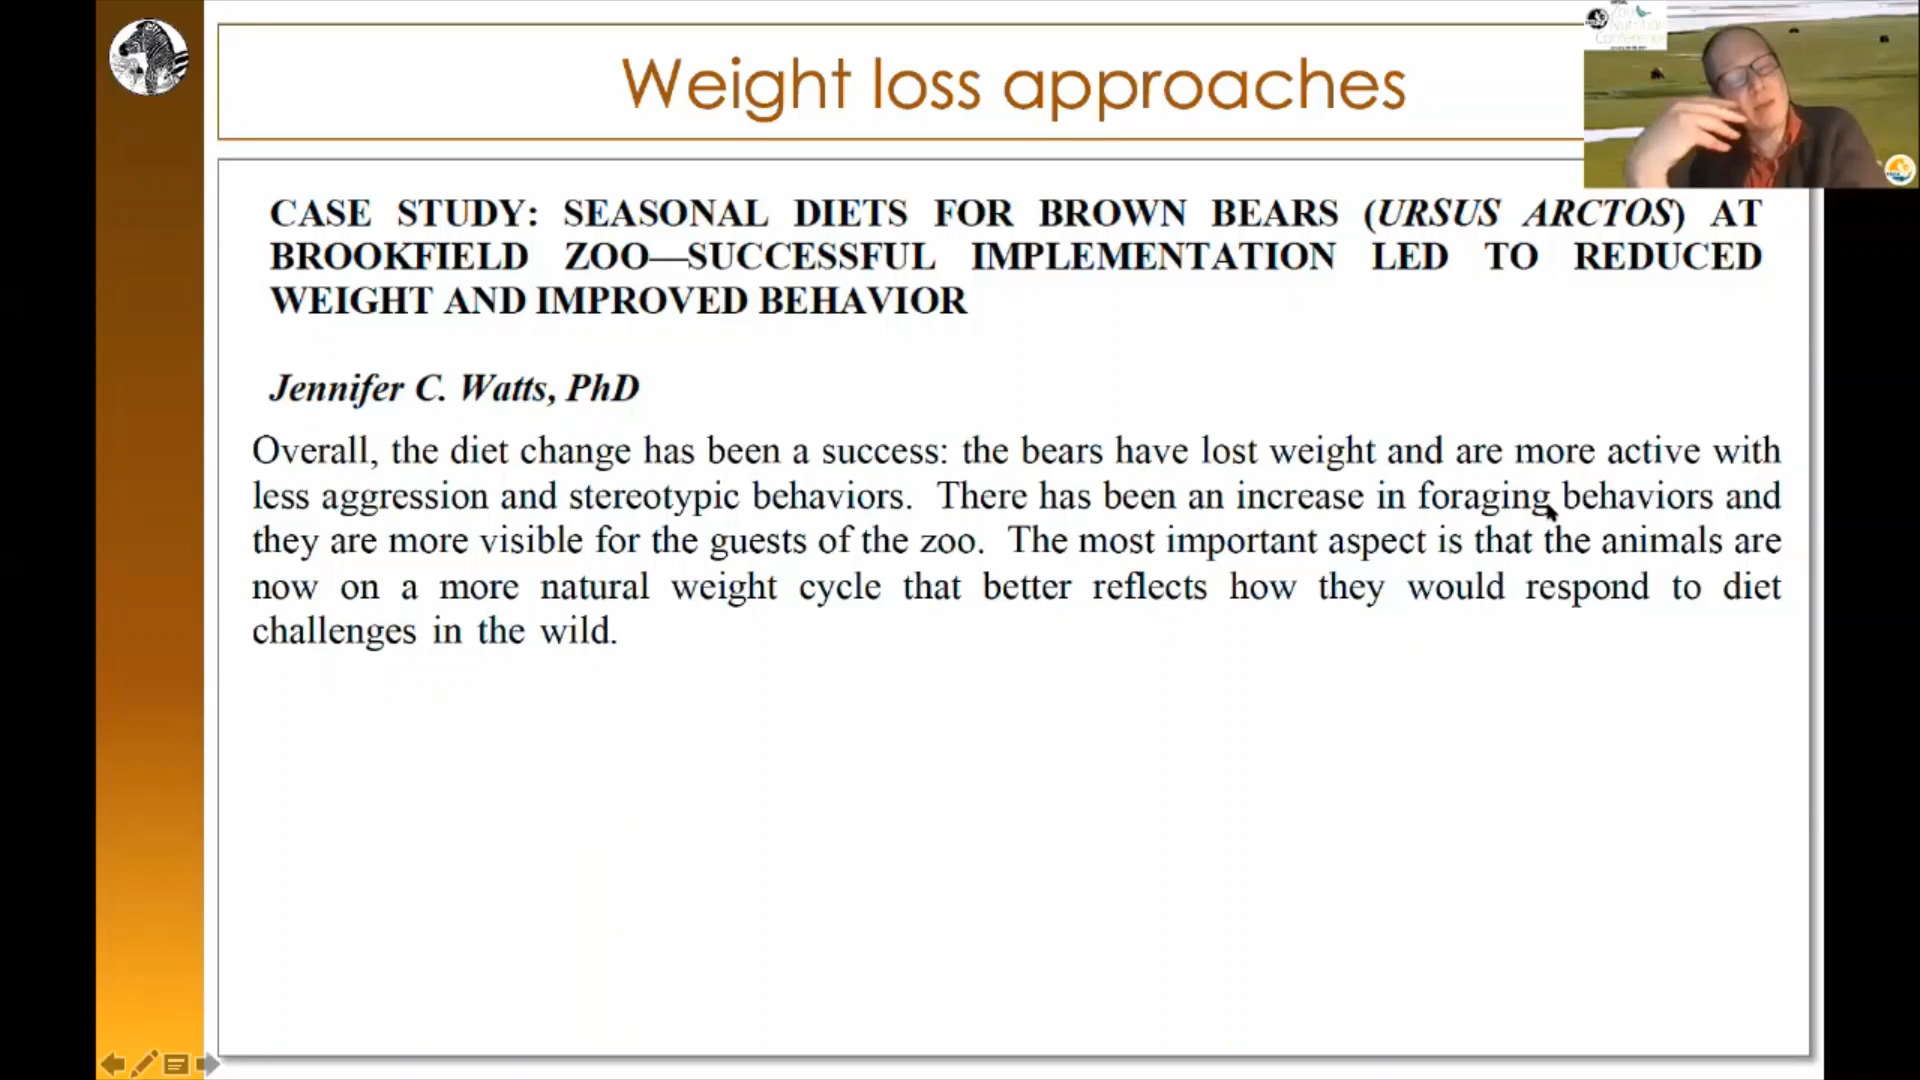 Weight loss approaches
CASE STUDY: SEASONAL DIETS FOR BROWN BEARS (URSUS ARCTOS) AT
BROOKFIELD ZOO—SUCCESSFUL IMPLEMENTATION LED TO REDUCED
WEIGHT AND IMPROVED BEHAVIOR
Jennifer C. Watts, PhD
Overall, the diet change has been a success: the bears have lost weight and are more active with
less aggression and stereotypic behaviors. There has been an increase in foraging behaviors and
they are more visible for the guests of the zoo. The most important aspect is that the animals are
now on a more natural weight cycle that better reflects how they would respond to diet
challenges in the wild.
Zoo
Nutrition
Conference